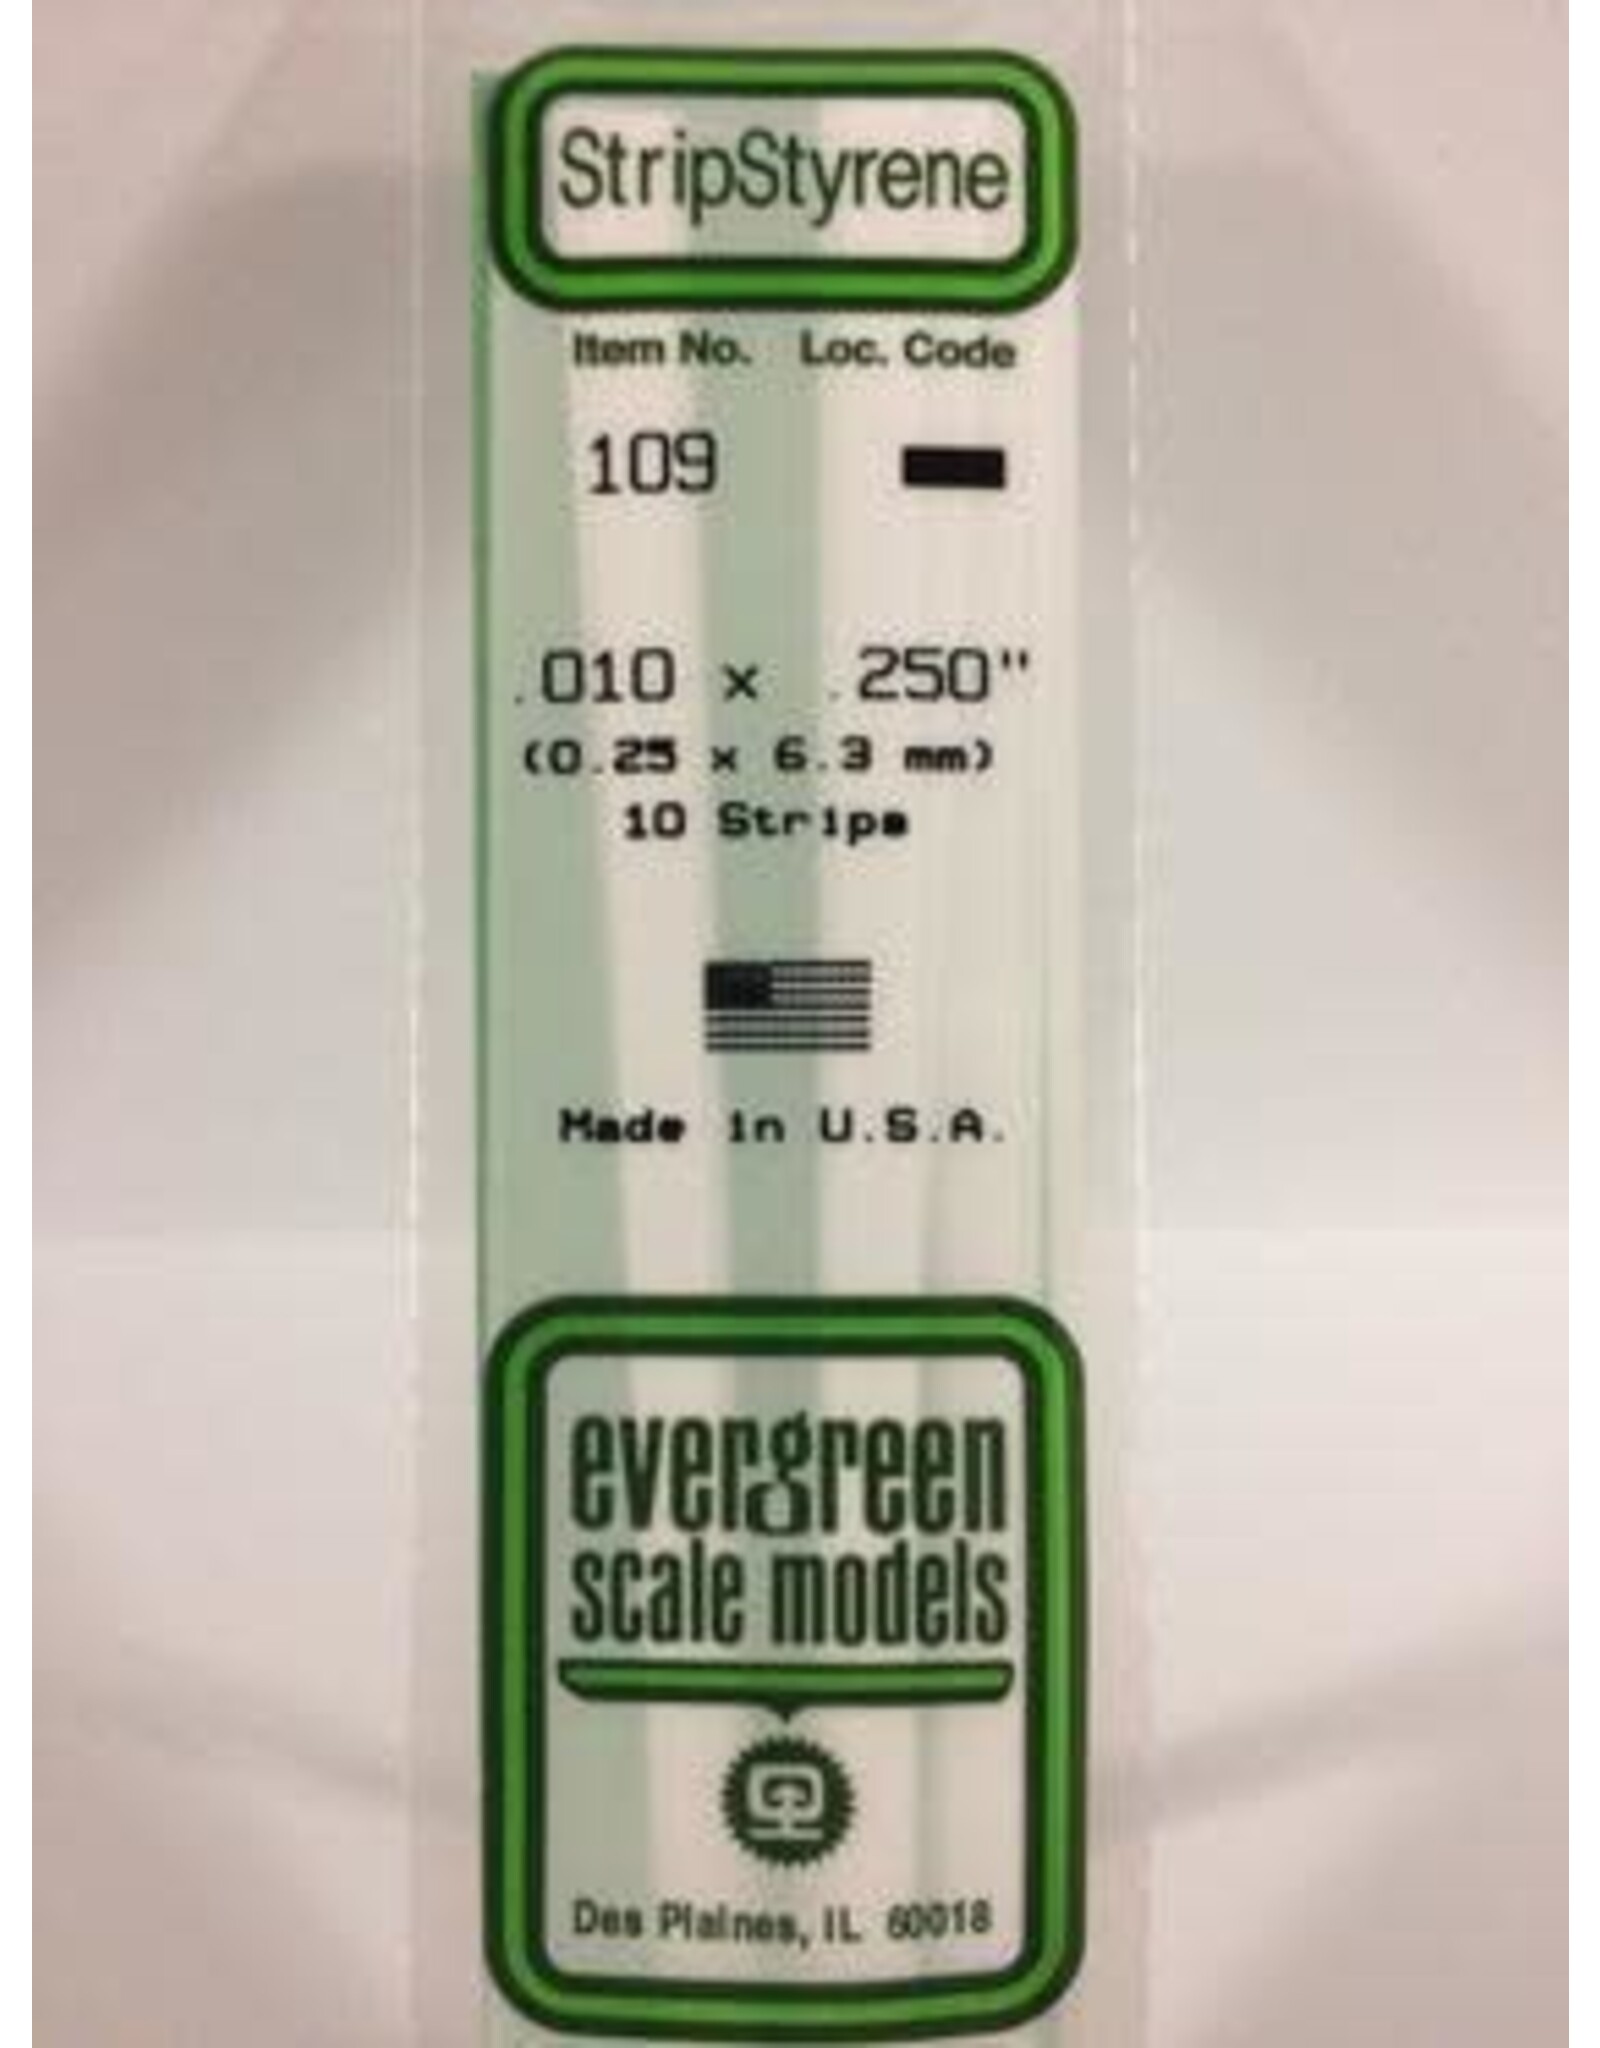 StripStyrene
Item No. Loc. Code
109
.010 x .250"
(0.25 x 6.3 mm)
10 Strips
Made in U.S.A.
evergreen
scale models
Des Plaines, IL 60018